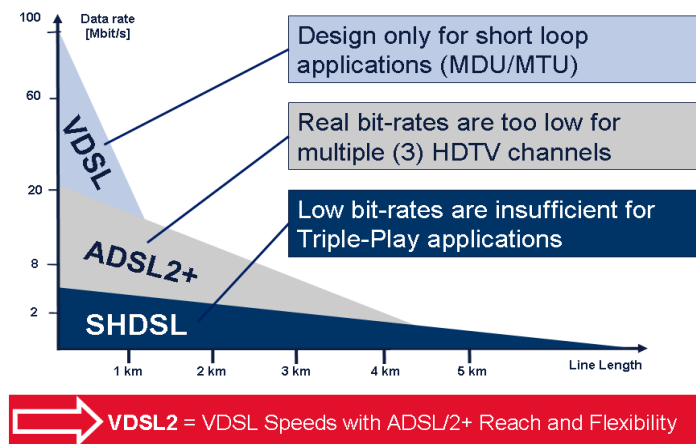 100
Data rate
[Mbit/s]
Design only for short loop
applications (MDU/MTU)
60
VDSL
Real bit-rates are too low for
multiple (3) HDTV channels
20
Low bit-rates are insufficient for
Triple-Play applications
8
ADSL2+
2
SHDSL
1 km
2 km
3 km
4 km
5 km
Line Length
VDSL2 = VDSL Speeds with ADSL/2+ Reach and Flexibility